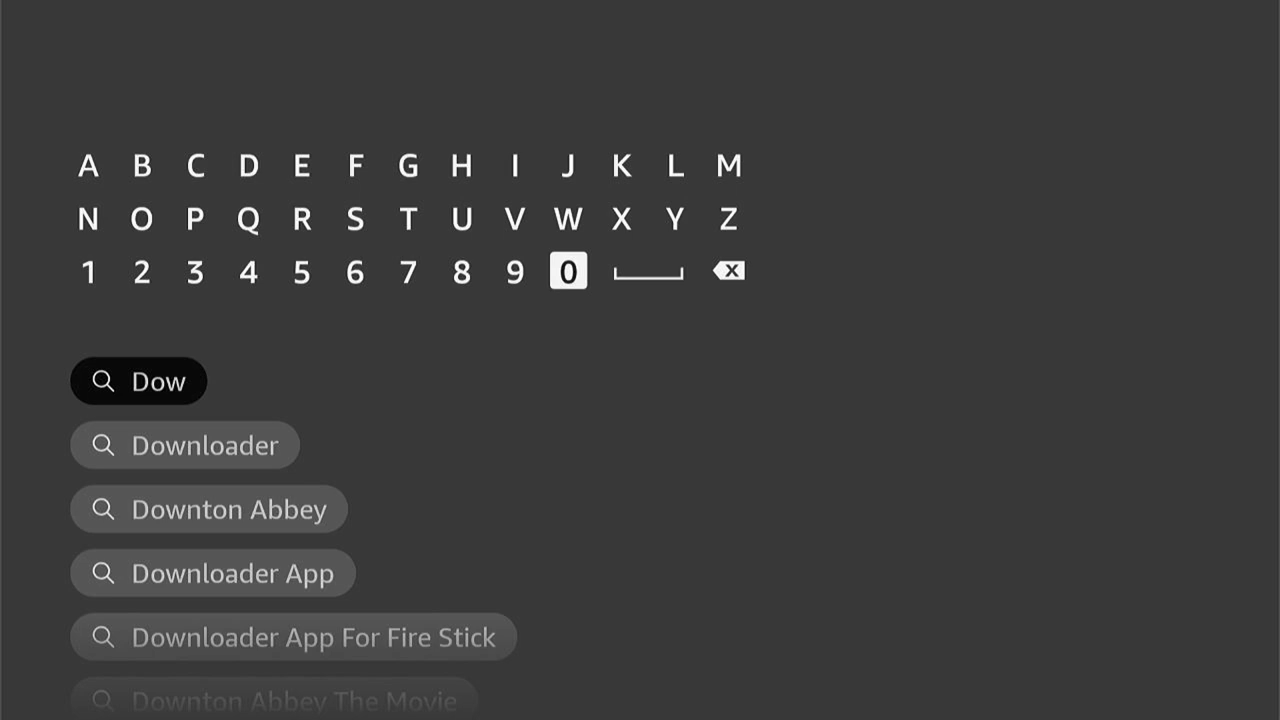 A B C D E F G H I J K L M
N O P Q R S T U V W X Y Z
1 2 3 4 5 6 7 8 9 0
Dow
Downloader
Downton Abbey
Downloader App
Downloader App For Fire Stick
Downton Abbey The Movie